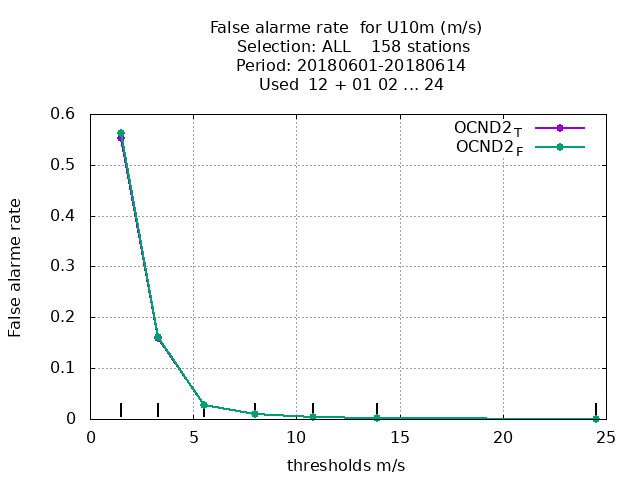 False alarme rate  for U10m (m/s)
Selection: ALL    158 stations
Period: 20180601-20180614
Used  12 + 01 02 ... 24
OCND2_T
OCND2_F
0.6
0.5
0.4
0.3
0.2
0.1
0
False alarme rate
0 5 10 15 20 25
thresholds m/s